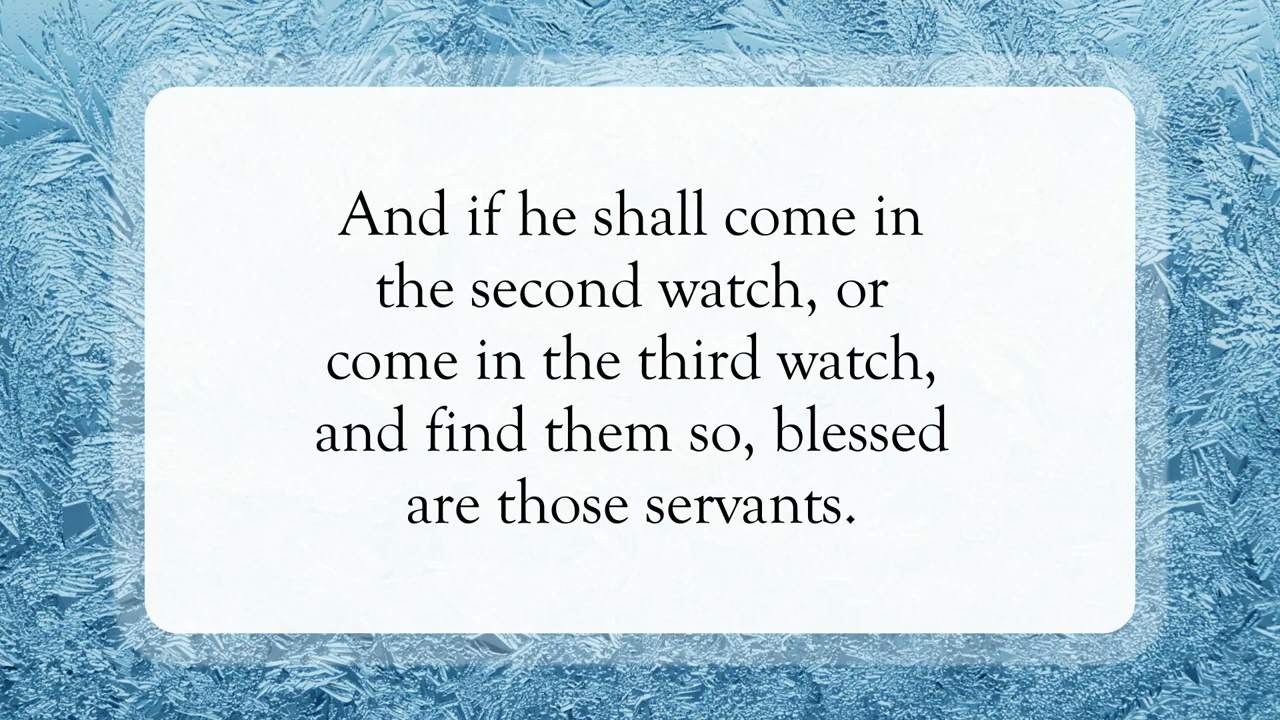 And if he shall come in
the second watch, or
come in the third watch,
and find them so, blessed
are those servants.